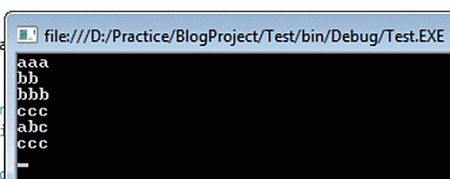 file:///D:/Practice/BlogProject/Test/bin/Debug/Test.EXE
aaa
bb
bbb
ccc
abc
ccc